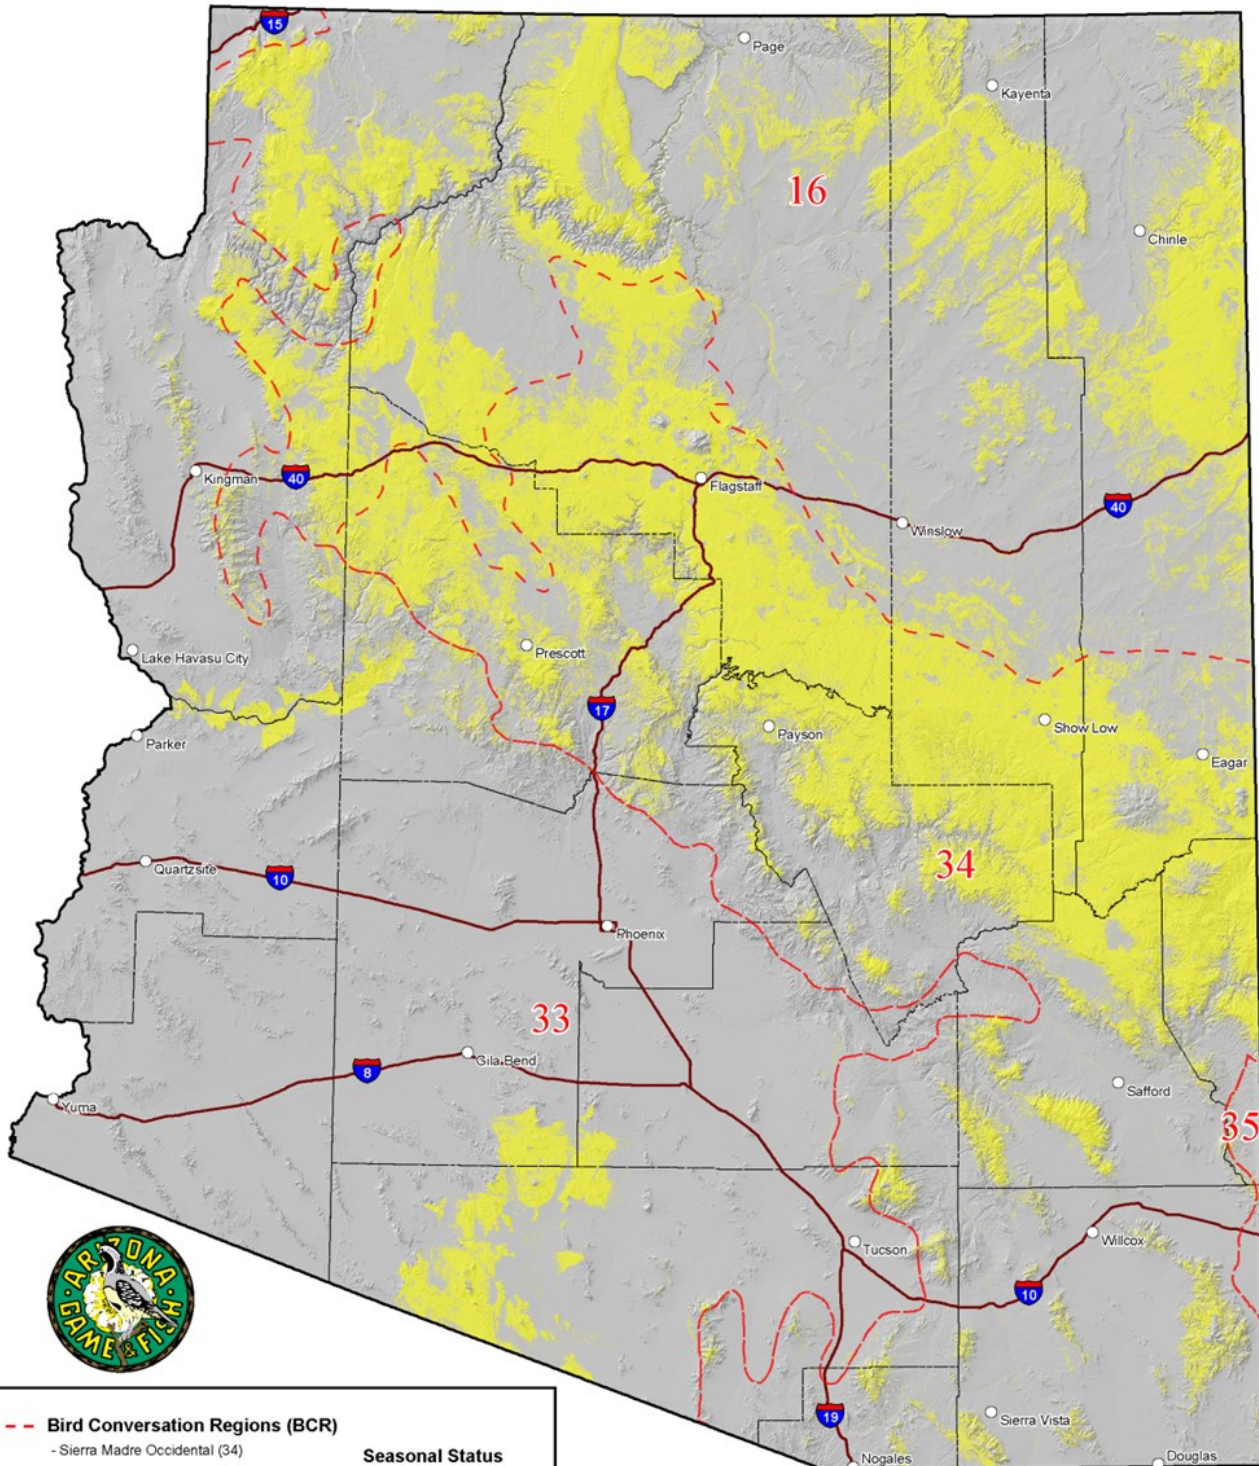 15
Page
Kayenta
16
Chinle
Kingman
40
Flagstaff
Winslow
40
Lake Havasu City
Prescott
17
Parker
Payson
Show Low
Eagar
Quartzsite
10
34
Phoenix
33
Gila Bend
8
Yuma
Safford
35
Tucson
Willcox
10
ARIZONA
GAME & FISH
19
Sierra Vista
Nogales
Douglas
Bird Conversation Regions (BCR)
- Sierra Madre Occidental (34)
Seasonal Status